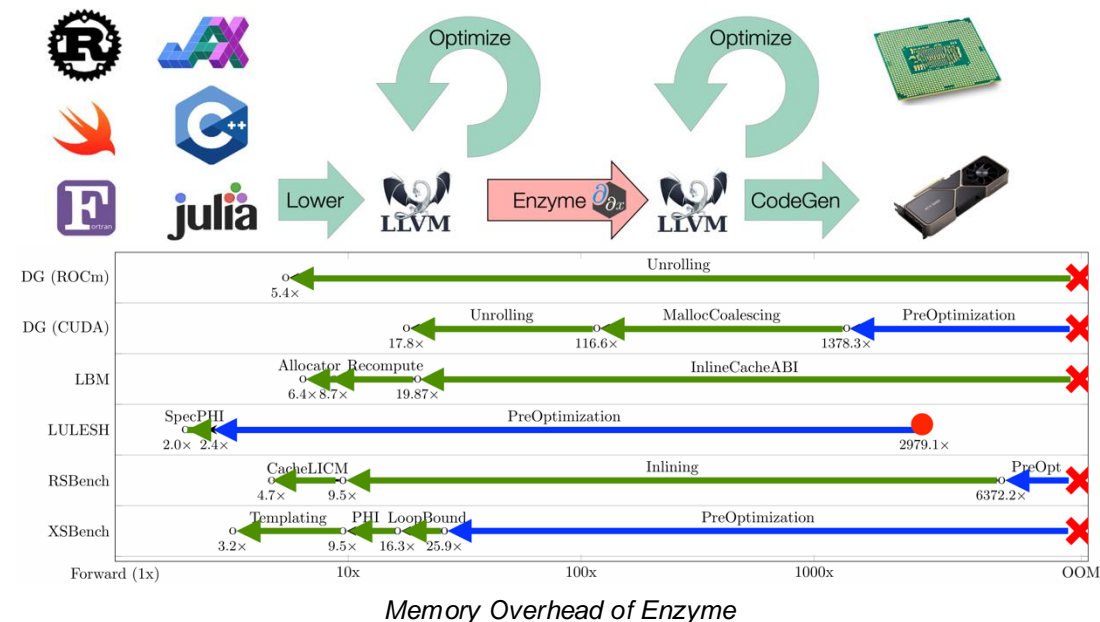 R
JAX
Optimize
Optimize
C++
F
ortran
julia
Lower
LLVM
Enzyme ∂ ∂x
LLVM
CodeGen
DG (ROCm)
Unrolling
5.4×
DG (CUDA)
Unrolling
MallocCoalescing
PreOptimization
17.8×
116.6×
1378.3×
LBM
Allocator Recompute
InlineCacheABI
6.4× 8.7×
19.87×
LULESH
SpecPHI
PreOptimization
2.0× 2.4×
2979.1×
RSBench
CacheLICM
Inlining
PreOpt
4.7×
9.5×
6372.2×
XSBench
Templating
PHI
LoopBound
PreOptimization
3.2×
9.5×
16.3×
25.9×
Forward (1x)
10x
100x
1000x
OOM
Memory Overhead of Enzyme